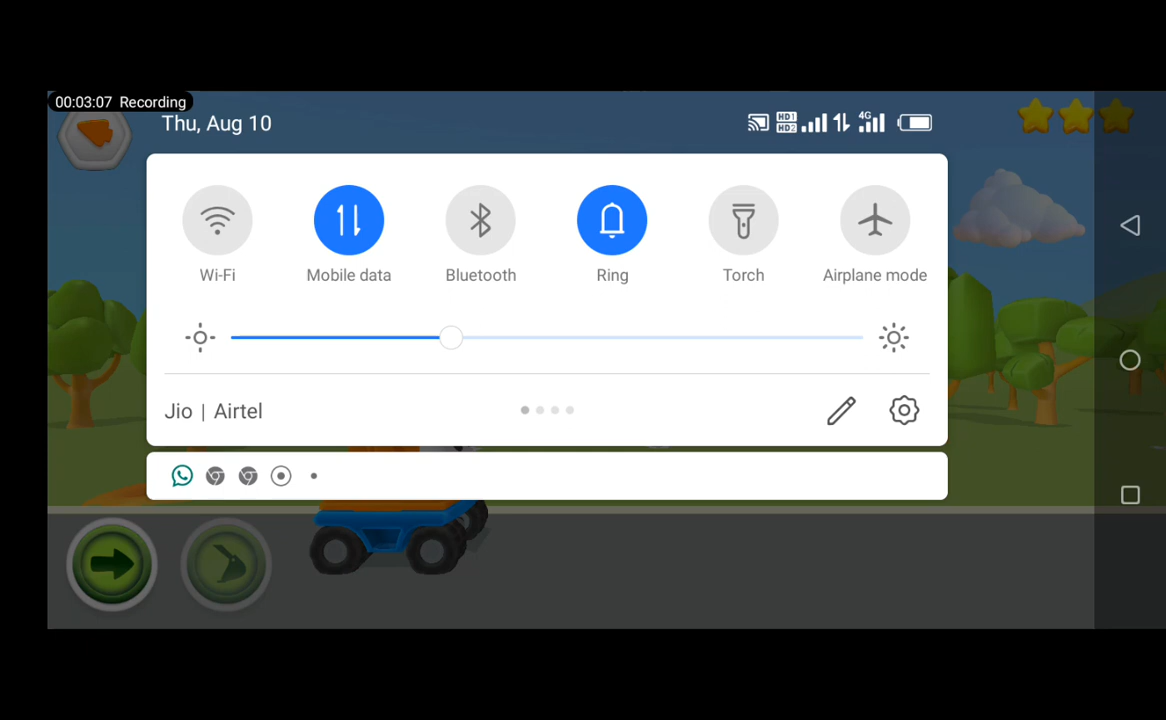 00:03:07 Recording
Thu, Aug 10
HD1
HD2
4G
Wi-Fi
Mobile data
Bluetooth
Ring
Torch
Airplane mode
Jio | Airtel